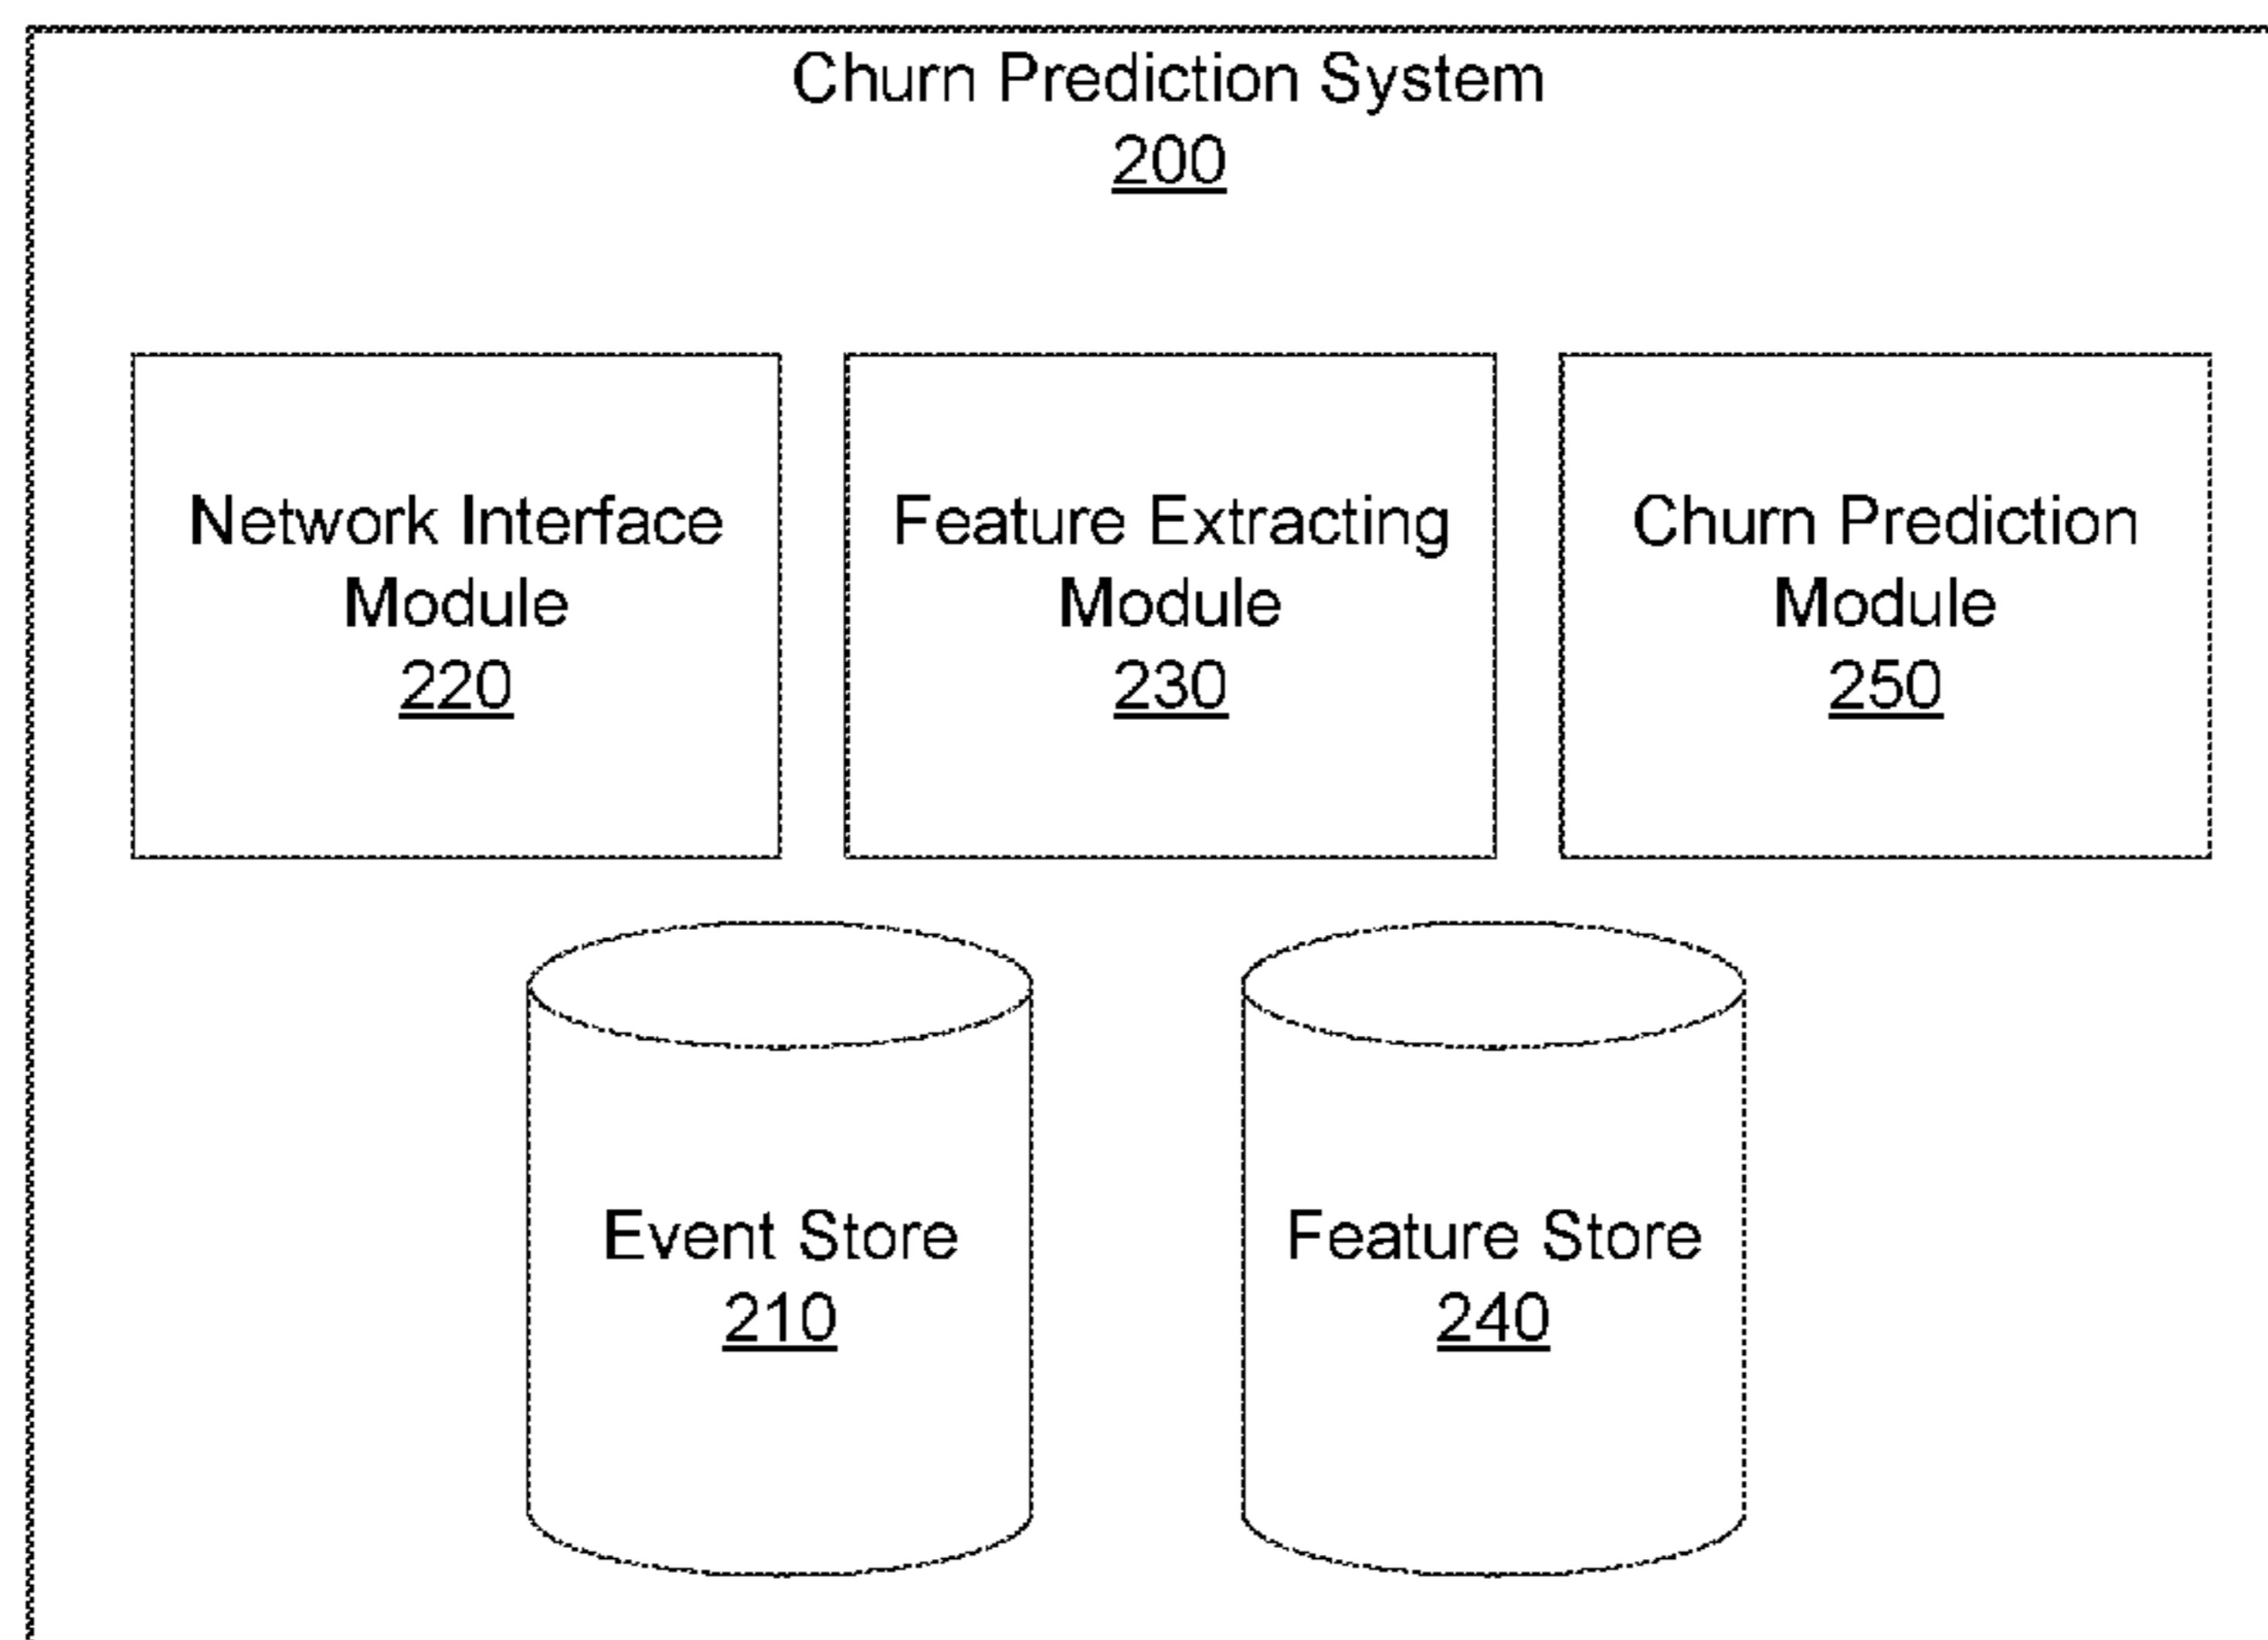 Churn Prediction System
200
Network Interface
Module
220
Feature Extracting
Module
230
Churn Prediction
Module
250
Event Store
210
Feature Store
240